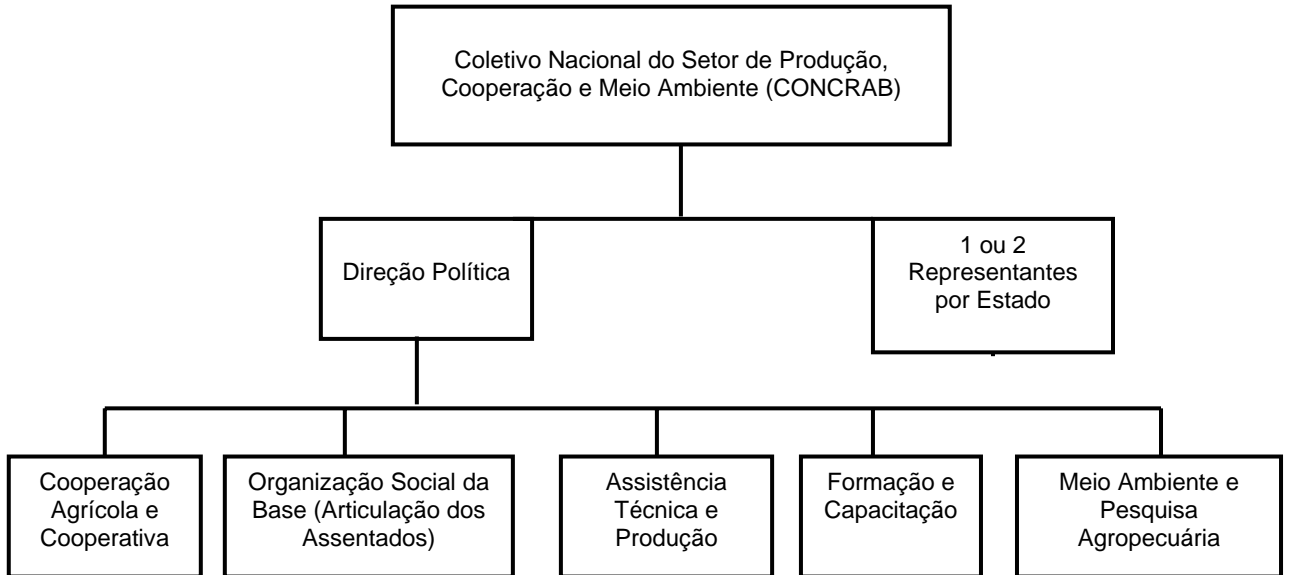 Coletivo Nacional do Setor de Produção,
Cooperação e Meio Ambiente (CONCRAB)
Direção Política
1 ou 2
Representantes
por Estado
Cooperação
Agrícola e
Cooperativa
Organização Social da
Base (Articulação dos
Assentados)
Assistência
Técnica e
Produção
Formação e
Capacitação
Meio Ambiente e
Pesquisa
Agropecuária